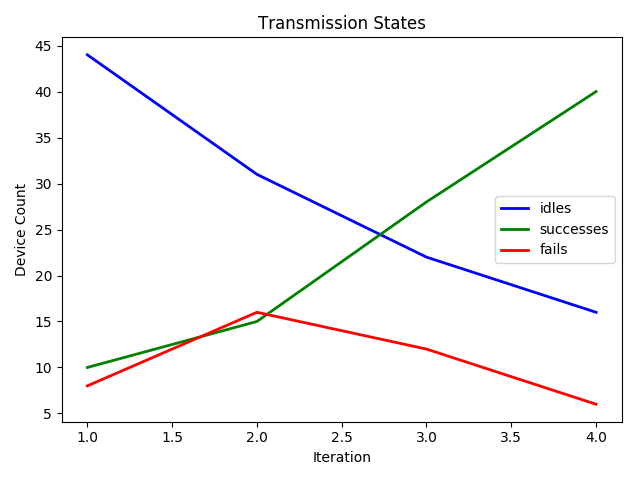 Transmission States
45
40
35
30
25
20
15
10
5
Device Count
idles
successes
fails
1.0 1.5 2.0 2.5 3.0 3.5 4.0
Iteration